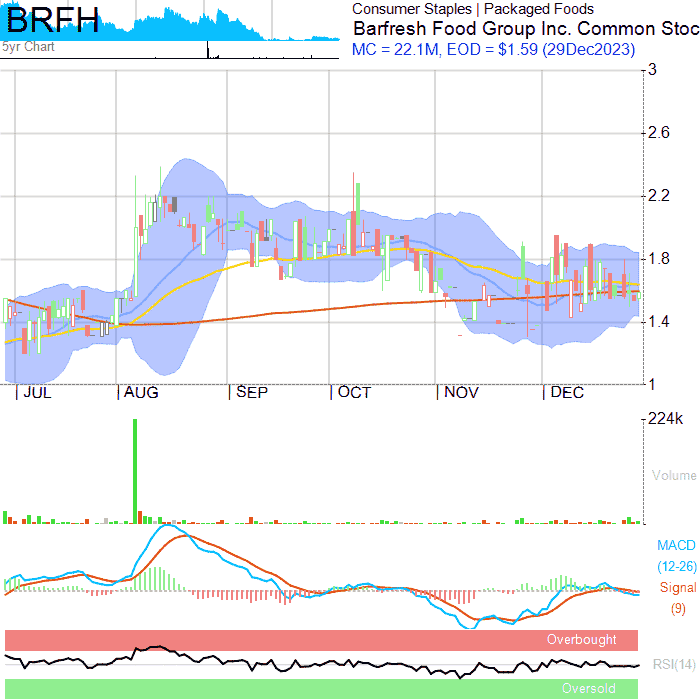 BRFH
5yr Chart
Consumer Staples | Packaged Foods
Barfresh Food Group Inc. Common Stoc
MC = 22.1M, EOD = $1.59 (29Dec2023)
3
2.6
2.2
1.8
1.4
1
JUL AUG SEP OCT NOV DEC
224k
Volume
MACD
(12-26)
Signal
(9)
Overbought
RSI(14)
Oversold